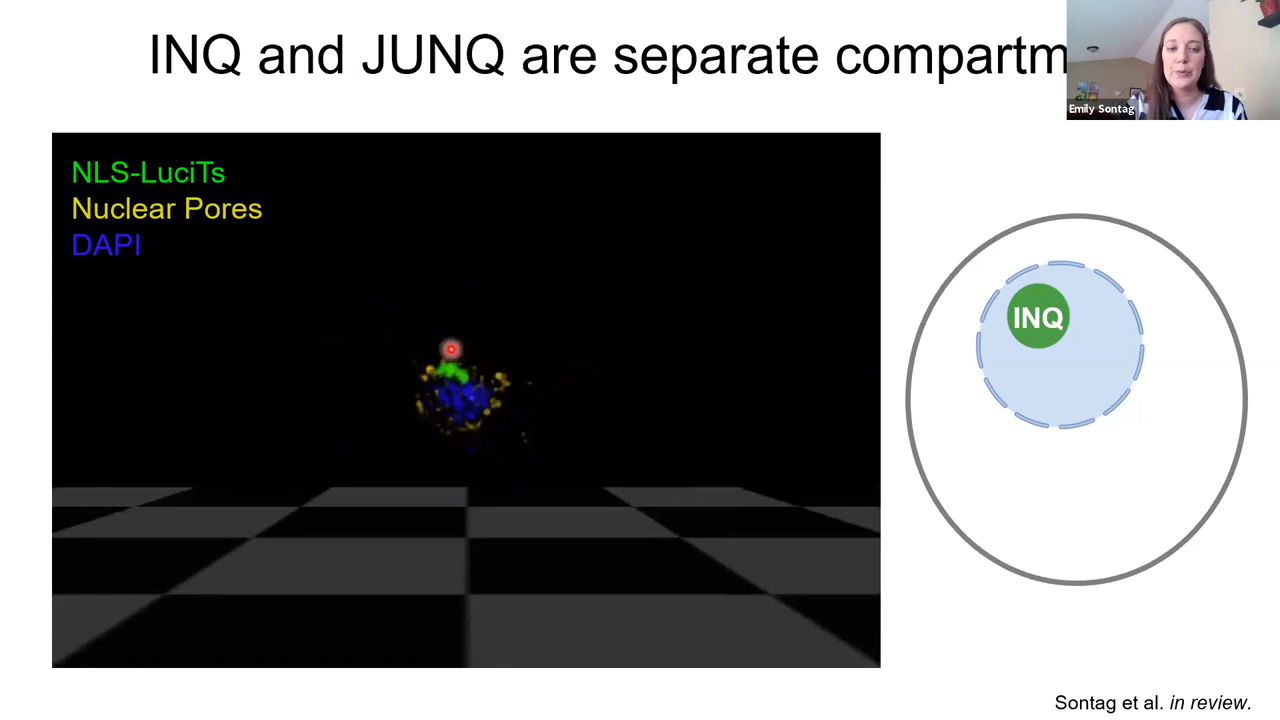 INQ and JUNQ are separate compartm
Emily Sontag
NLS-LuciTs
Nuclear Pores
DAPI
INQ
Sontag et al. in review.